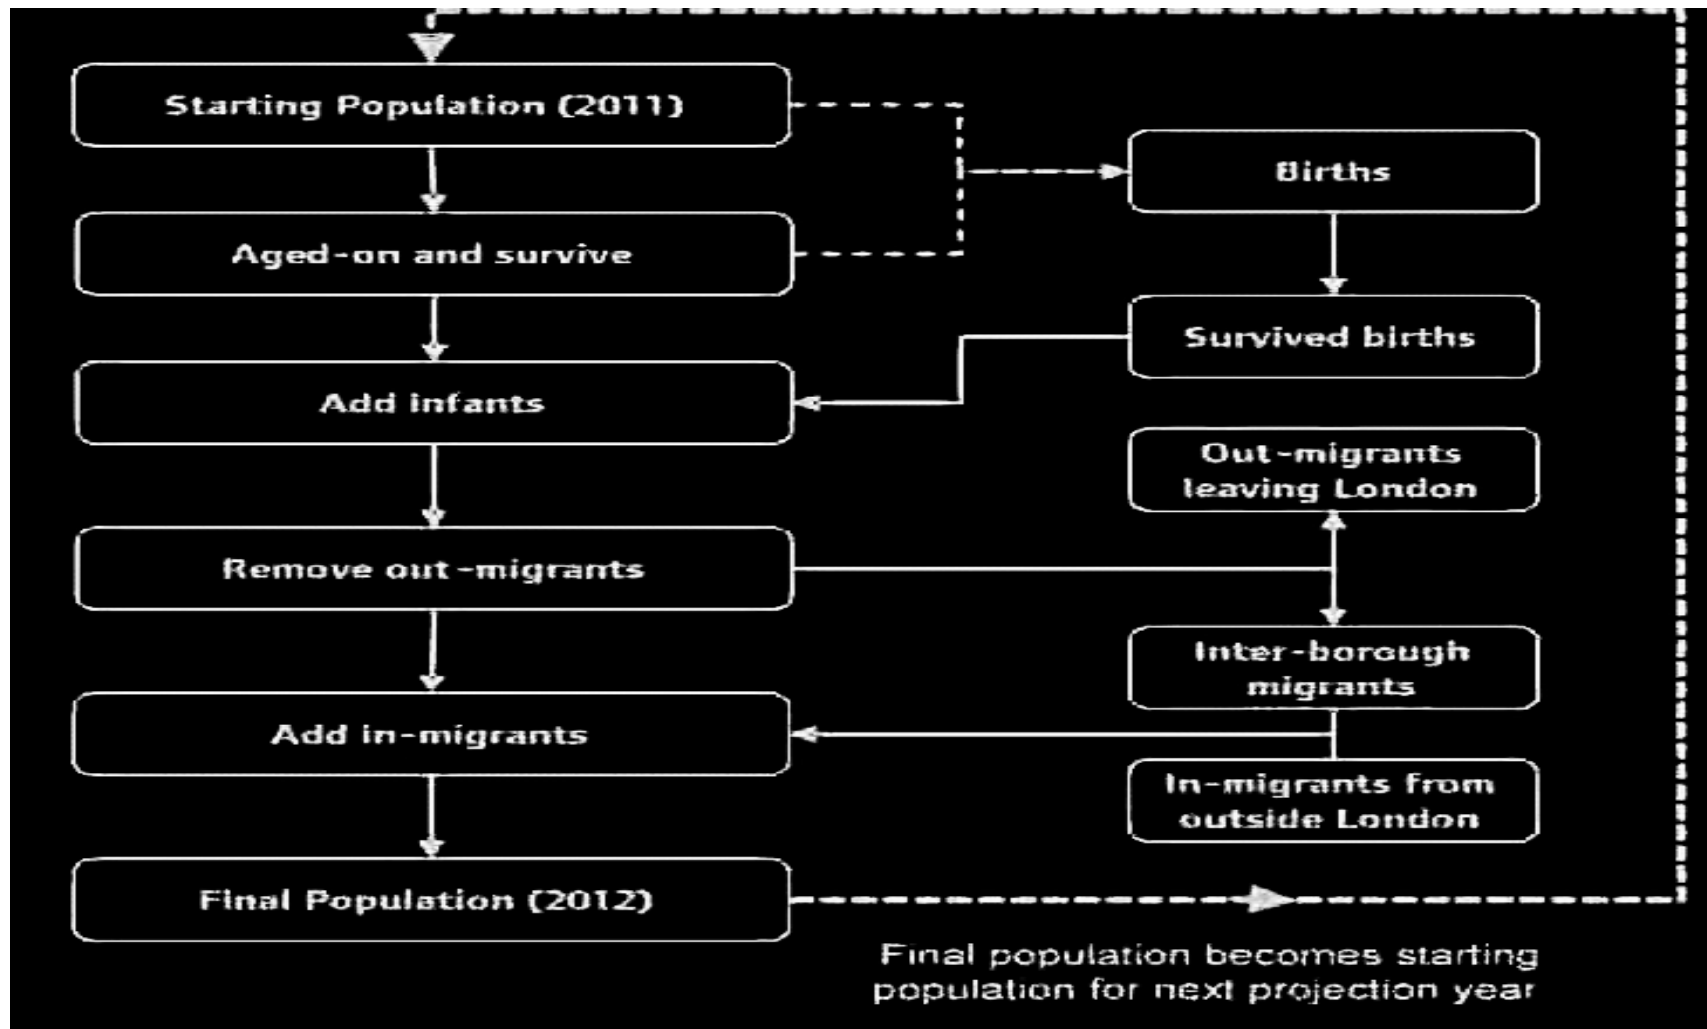 Starting Population (2011)
Births
Aged-on and survive
Survived births
Add infants
Out-migrants
leaving London
Remove out-migrants
Inter-borough
migrants
Add in-migrants
In-migrants from
outside London
Final Population (2012)
Final population becomes starting
population for next projection year